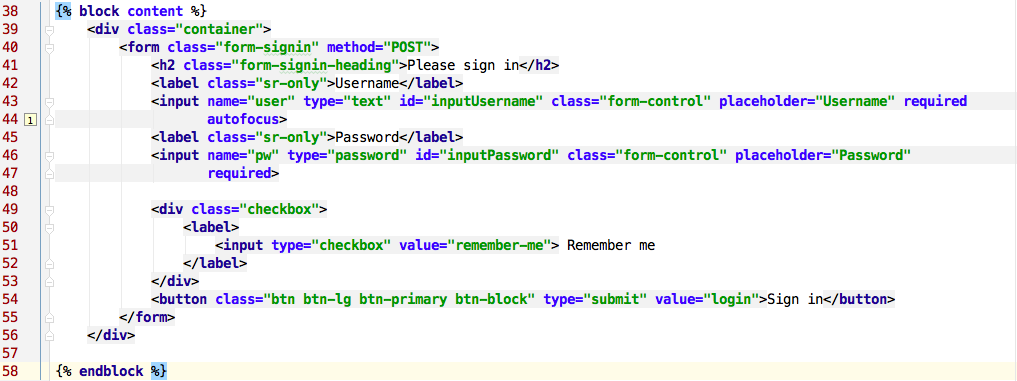 38 {% block content %}
39     <div class="container">
40         <form class="form-signin" method="POST">
41             <h2 class="form-signin-heading">Please sign in</h2>
42             <label class="sr-only">Username</label>
43             <input name="user" type="text" id="inputUsername" class="form-control" placeholder="Username" required
44 1                  autofocus>
45             <label class="sr-only">Password</label>
46             <input name="pw" type="password" id="inputPassword" class="form-control" placeholder="Password"
47                    required>
48
49             <div class="checkbox">
50                 <label>
51                     <input type="checkbox" value="remember-me"> Remember me
52                 </label>
53             </div>
54             <button class="btn btn-lg btn-primary btn-block" type="submit" value="login">Sign in</button>
55         </form>
56     </div>
57
58 {% endblock %}